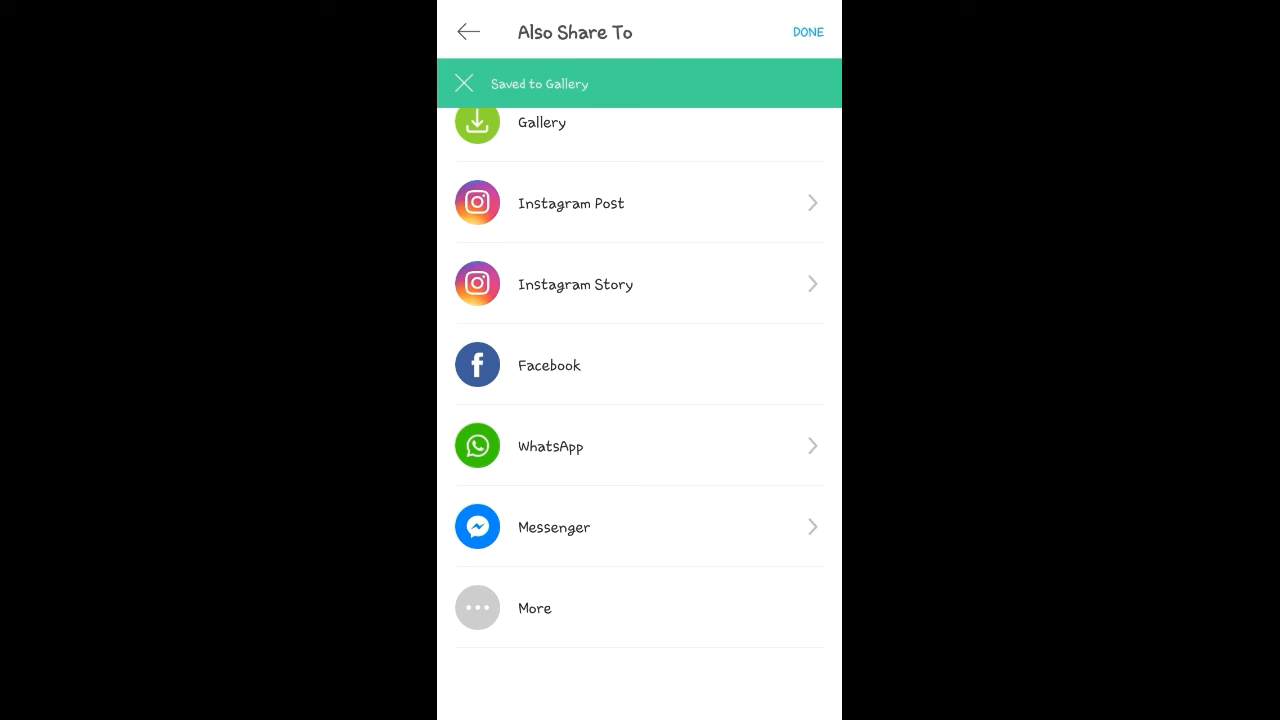 Also Share To
DONE
Saved to Gallery
Gallery
Instagram Post
Instagram Story
Facebook
WhatsApp
Messenger
More